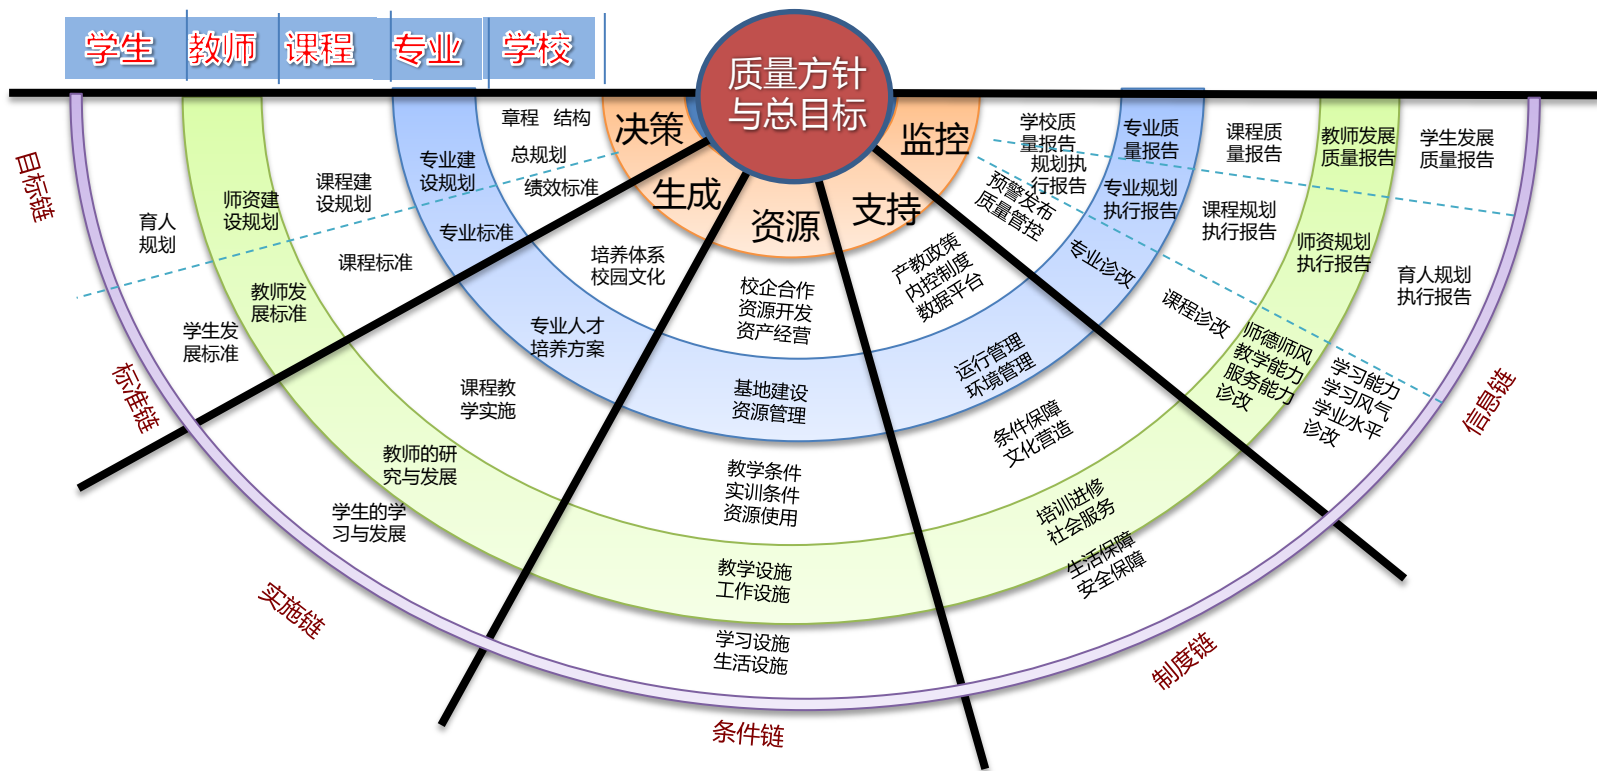 学生 教师 课程 专业 学校
质量方针
与总目标
决策
生成
资源
支持
监控
章程 结构
总规划
绩效标准
专业建
设规划
专业标准
课程建
设规划
课程标准
师资建
设规划
教师发
展标准
育人
规划
学生发
展标准
目标链
标准链
培养体系
校园文化
专业人才
培养方案
课程教
学实施
教师的研
究与发展
学生的学
习与发展
实施链
校企合作
资源开发
资产经营
基地建设
资源管理
教学条件
实训条件
资源使用
教学设施
工作设施
学习设施
生活设施
条件链
产教政策
内控制度
数据平台
运行管理
环境管理
条件保障
文化营造
培训进修
社会服务
生活保障
安全保障
制度链
学校质
量报告
规划执
行报告
预警发布
质量管控
专业质
量报告
专业规划
执行报告
专业诊改
课程质
量报告
课程规划
执行报告
课程诊改
教师发展
质量报告
师资规划
执行报告
师德师风
教学能力
服务能力
诊改
学生发展
质量报告
育人规划
执行报告
学习能力
学习风气
学业水平
诊改
信息链